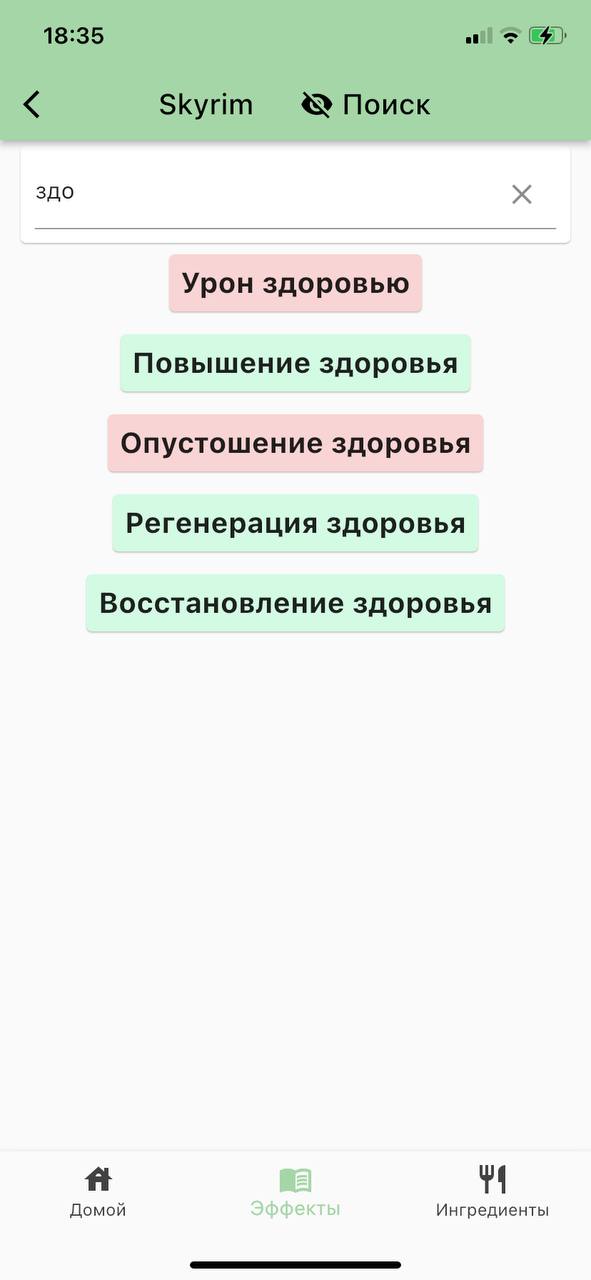 18:35
Skyrim Поиск
здо
Урон здоровью
Повышение здоровья
Опустошение здоровья
Регенерация здоровья
Восстановление здоровья
Домой Эффекты Ингредиенты